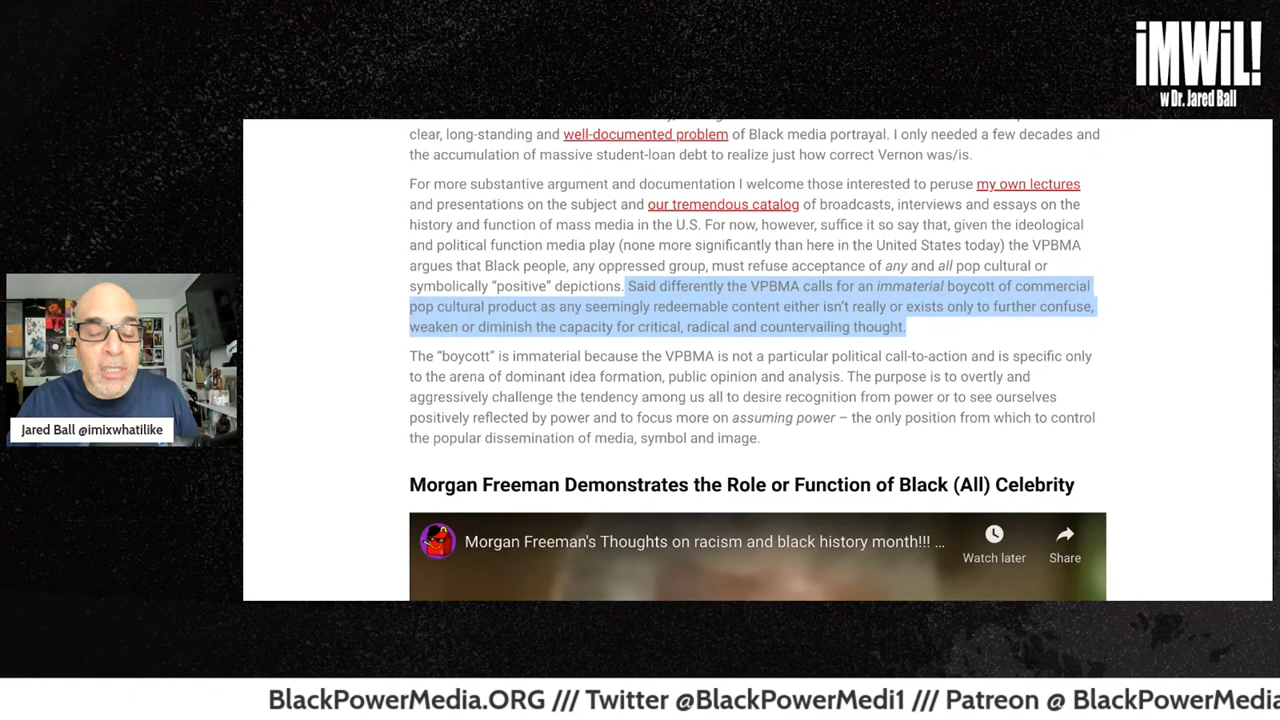 iMWiL!
w Dr. Jared Ball
clear, long-standing and well-documented problem of Black media portrayal. I only needed a few decades and
the accumulation of massive student-loan debt to realize just how correct Vernon was/is.
For more substantive argument and documentation I welcome those interested to peruse my own lectures
and presentations on the subject and our tremendous catalog of broadcasts, interviews and essays on the
history and function of mass media in the U.S. For now, however, suffice it so say that, given the ideological
and political function media play (none more significantly than here in the United States today) the VPBMA
argues that Black people, any oppressed group, must refuse acceptance of any and all pop cultural or
symbolically “positive” depictions. Said differently the VPBMA calls for an immaterial boycott of commercial
pop cultural product as any seemingly redeemable content either isn’t really or exists only to further confuse,
weaken or diminish the capacity for critical, radical and countervailing thought.
The “boycott” is immaterial because the VPBMA is not a particular political call-to-action and is specific only
to the arena of dominant idea formation, public opinion and analysis. The purpose is to overtly and
aggressively challenge the tendency among us all to desire recognition from power or to see ourselves
positively reflected by power and to focus more on assuming power – the only position from which to control
the popular dissemination of media, symbol and image.
Jared Ball @imixwhatilike
Morgan Freeman Demonstrates the Role or Function of Black (All) Celebrity
Morgan Freeman's Thoughts on racism and black history month!!! ...
Watch later
Share
BlackPowerMedia.ORG /// Twitter @BlackPowerMedi1 /// Patreon @ BlackPowerMedia